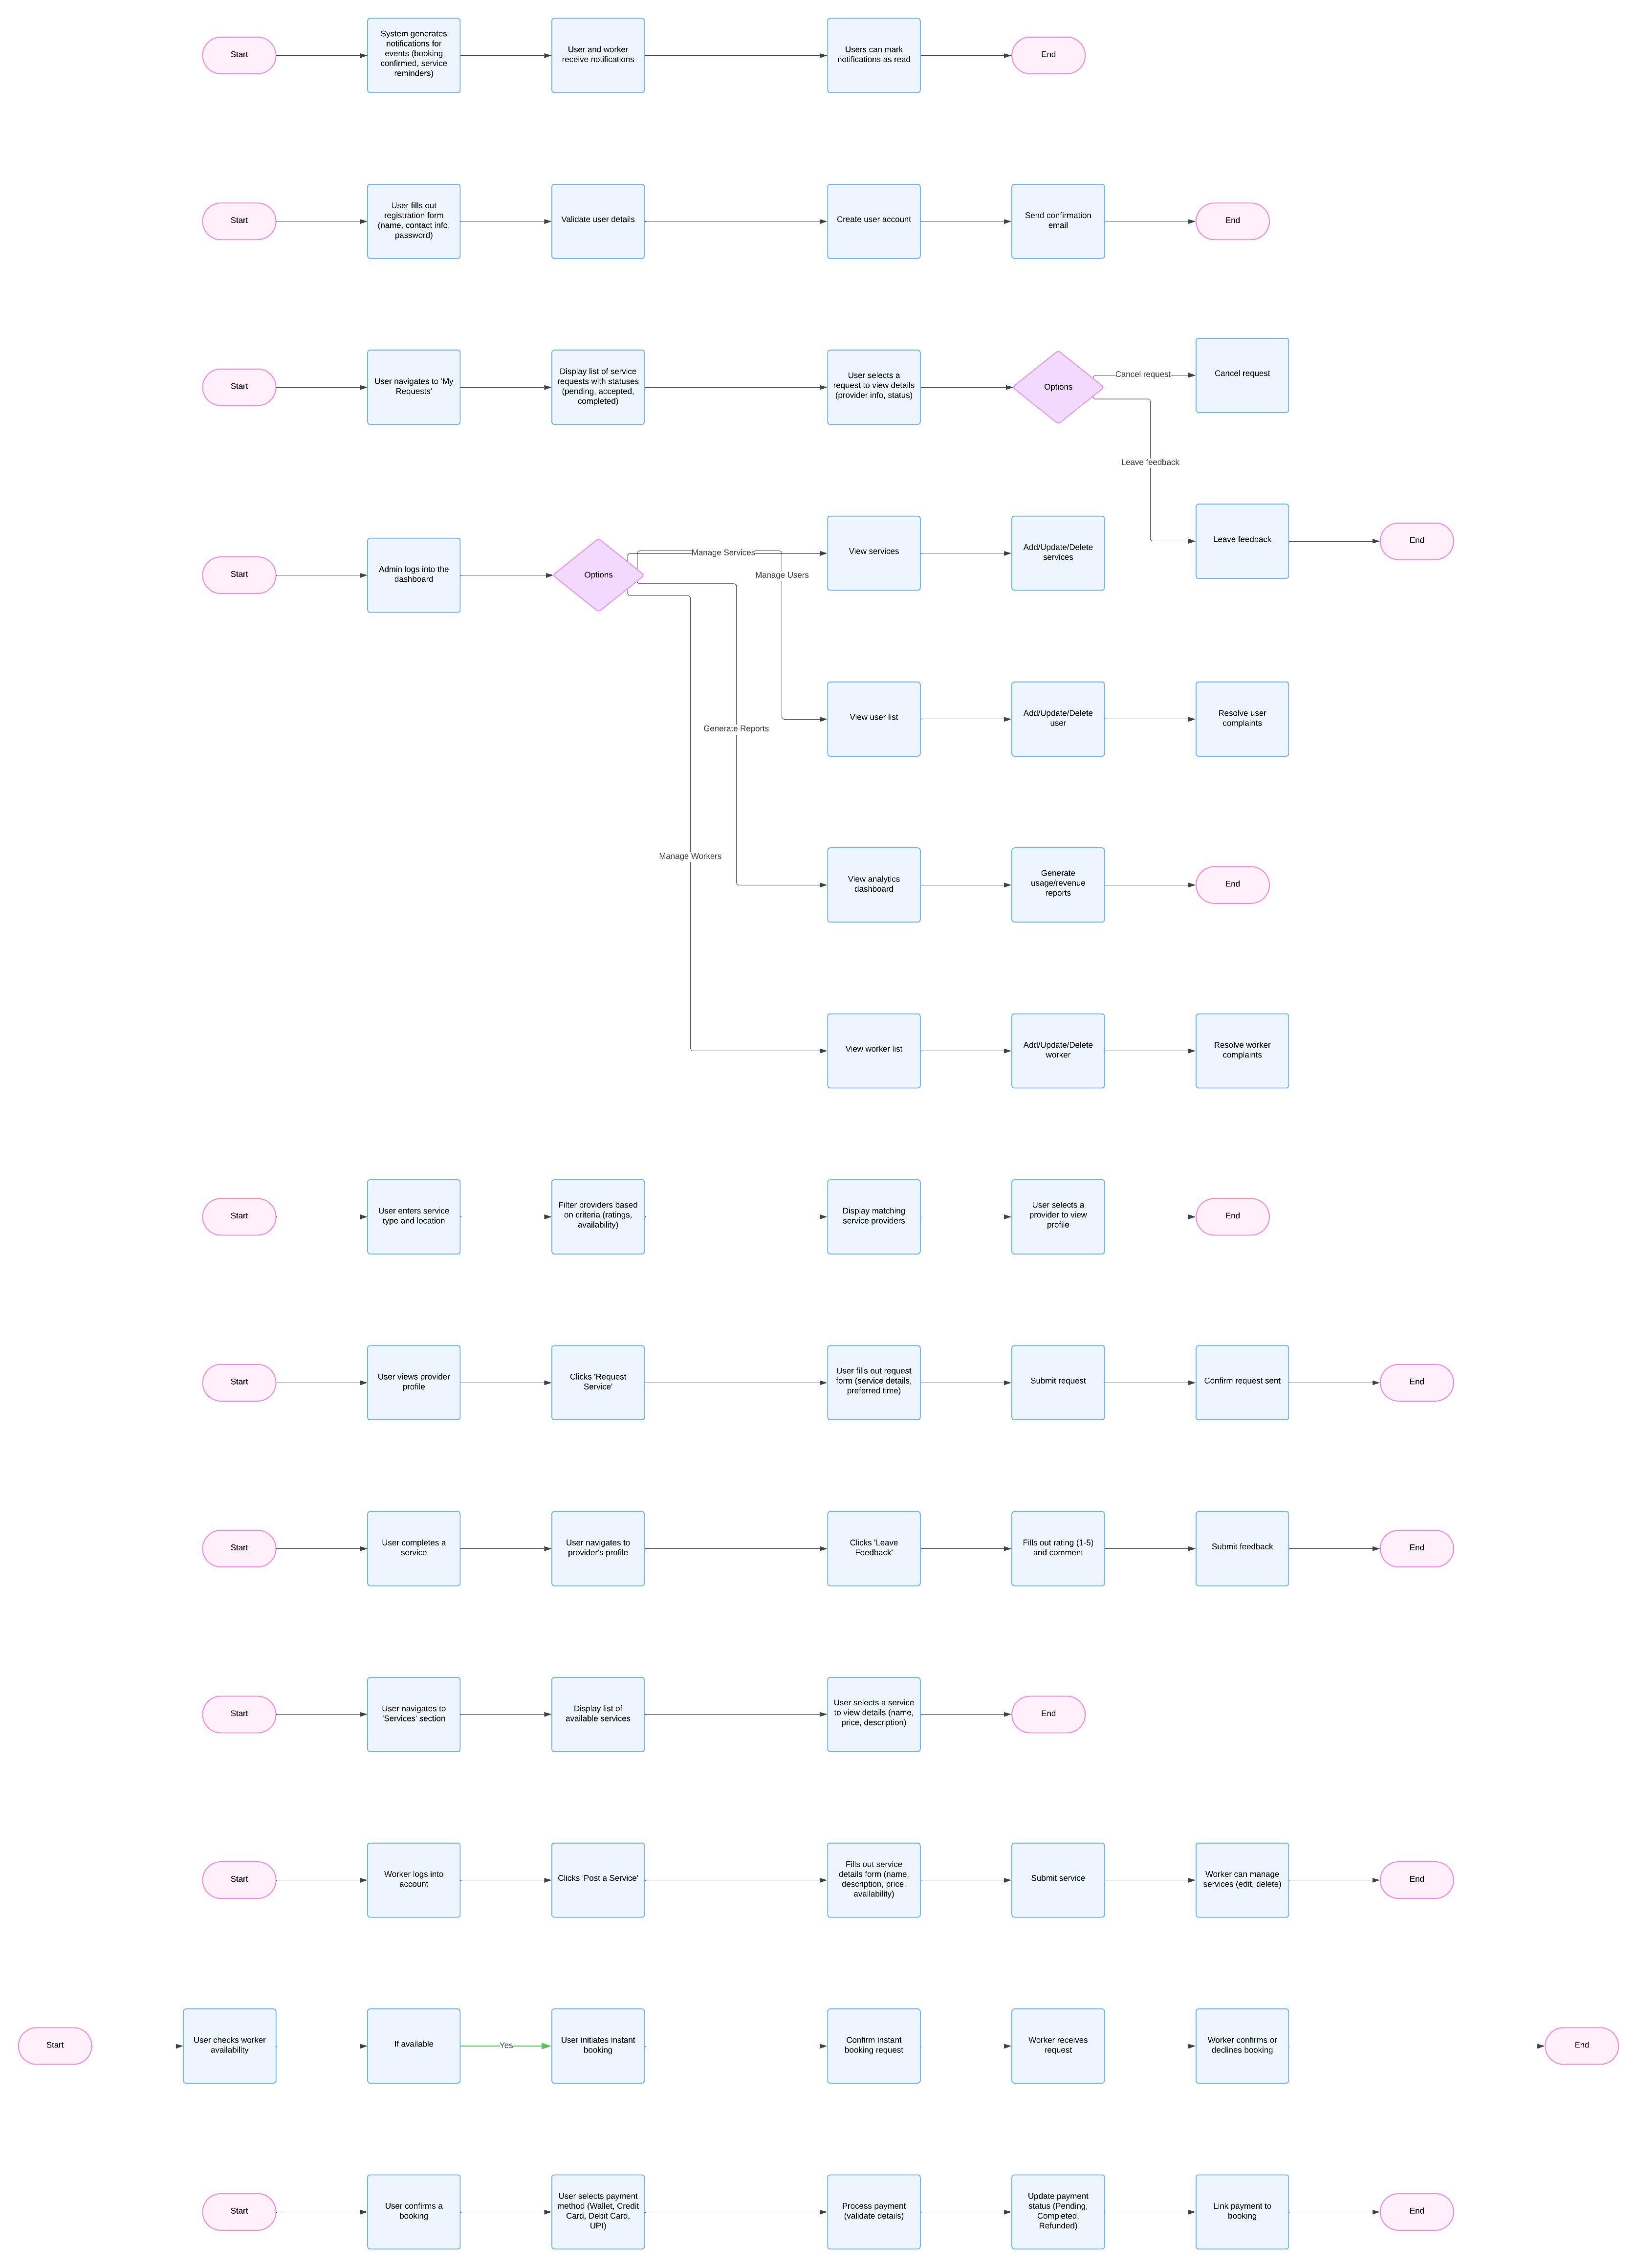 Start
System generates
notifications for
events (booking
confirmed, service
reminders)
User and worker
receive notifications
Users can mark
notifications as read
End
Start
User fills out
registration form
(name, contact info,
password)
Validate user details
Create user account
Send confirmation
email
End
Start
User navigates to 'My
Requests'
Display list of service
requests with statuses
(pending, accepted,
completed)
User selects a
request to view details
(provider info, status)
Options
Cancel request
Cancel request
Leave feedback
Leave feedback
End
Start
Admin logs into the
dashboard
Options
Manage Services
Manage Users
Generate Reports
Manage Workers
View services
Add/Update/Delete
services
View user list
Add/Update/Delete
user
Resolve user
complaints
View analytics
dashboard
Generate
usage/revenue
reports
End
View worker list
Add/Update/Delete
worker
Resolve worker
complaints
Start
User enters service
type and location
Filter providers based
on criteria (ratings,
availability)
Display matching
service providers
User selects a
provider to view
profile
End
Start
User views provider
profile
Clicks 'Request
Service'
User fills out request
form (service details,
preferred time)
Submit request
Confirm request sent
End
Start
User completes a
service
User navigates to
provider's profile
Clicks 'Leave
Feedback'
Fills out rating (1-5)
and comment
Submit feedback
End
Start
User navigates to
'Services' section
Display list of
available services
User selects a service
to view details (name,
price, description)
End
Start
Worker logs into
account
Clicks 'Post a Service'
Fills out service
details form (name,
description, price,
availability)
Submit service
Worker can manage
services (edit, delete)
End
Start
User checks worker
availability
If available
Yes
User initiates instant
booking
Confirm instant
booking request
Worker receives
request
Worker confirms or
declines booking
End
Start
User confirms a
booking
User selects payment
method (Wallet, Credit
Card, Debit Card,
UPI)
Process payment
(validate details)
Update payment
status (Pending,
Completed,
Refunded)
Link payment to
booking
End